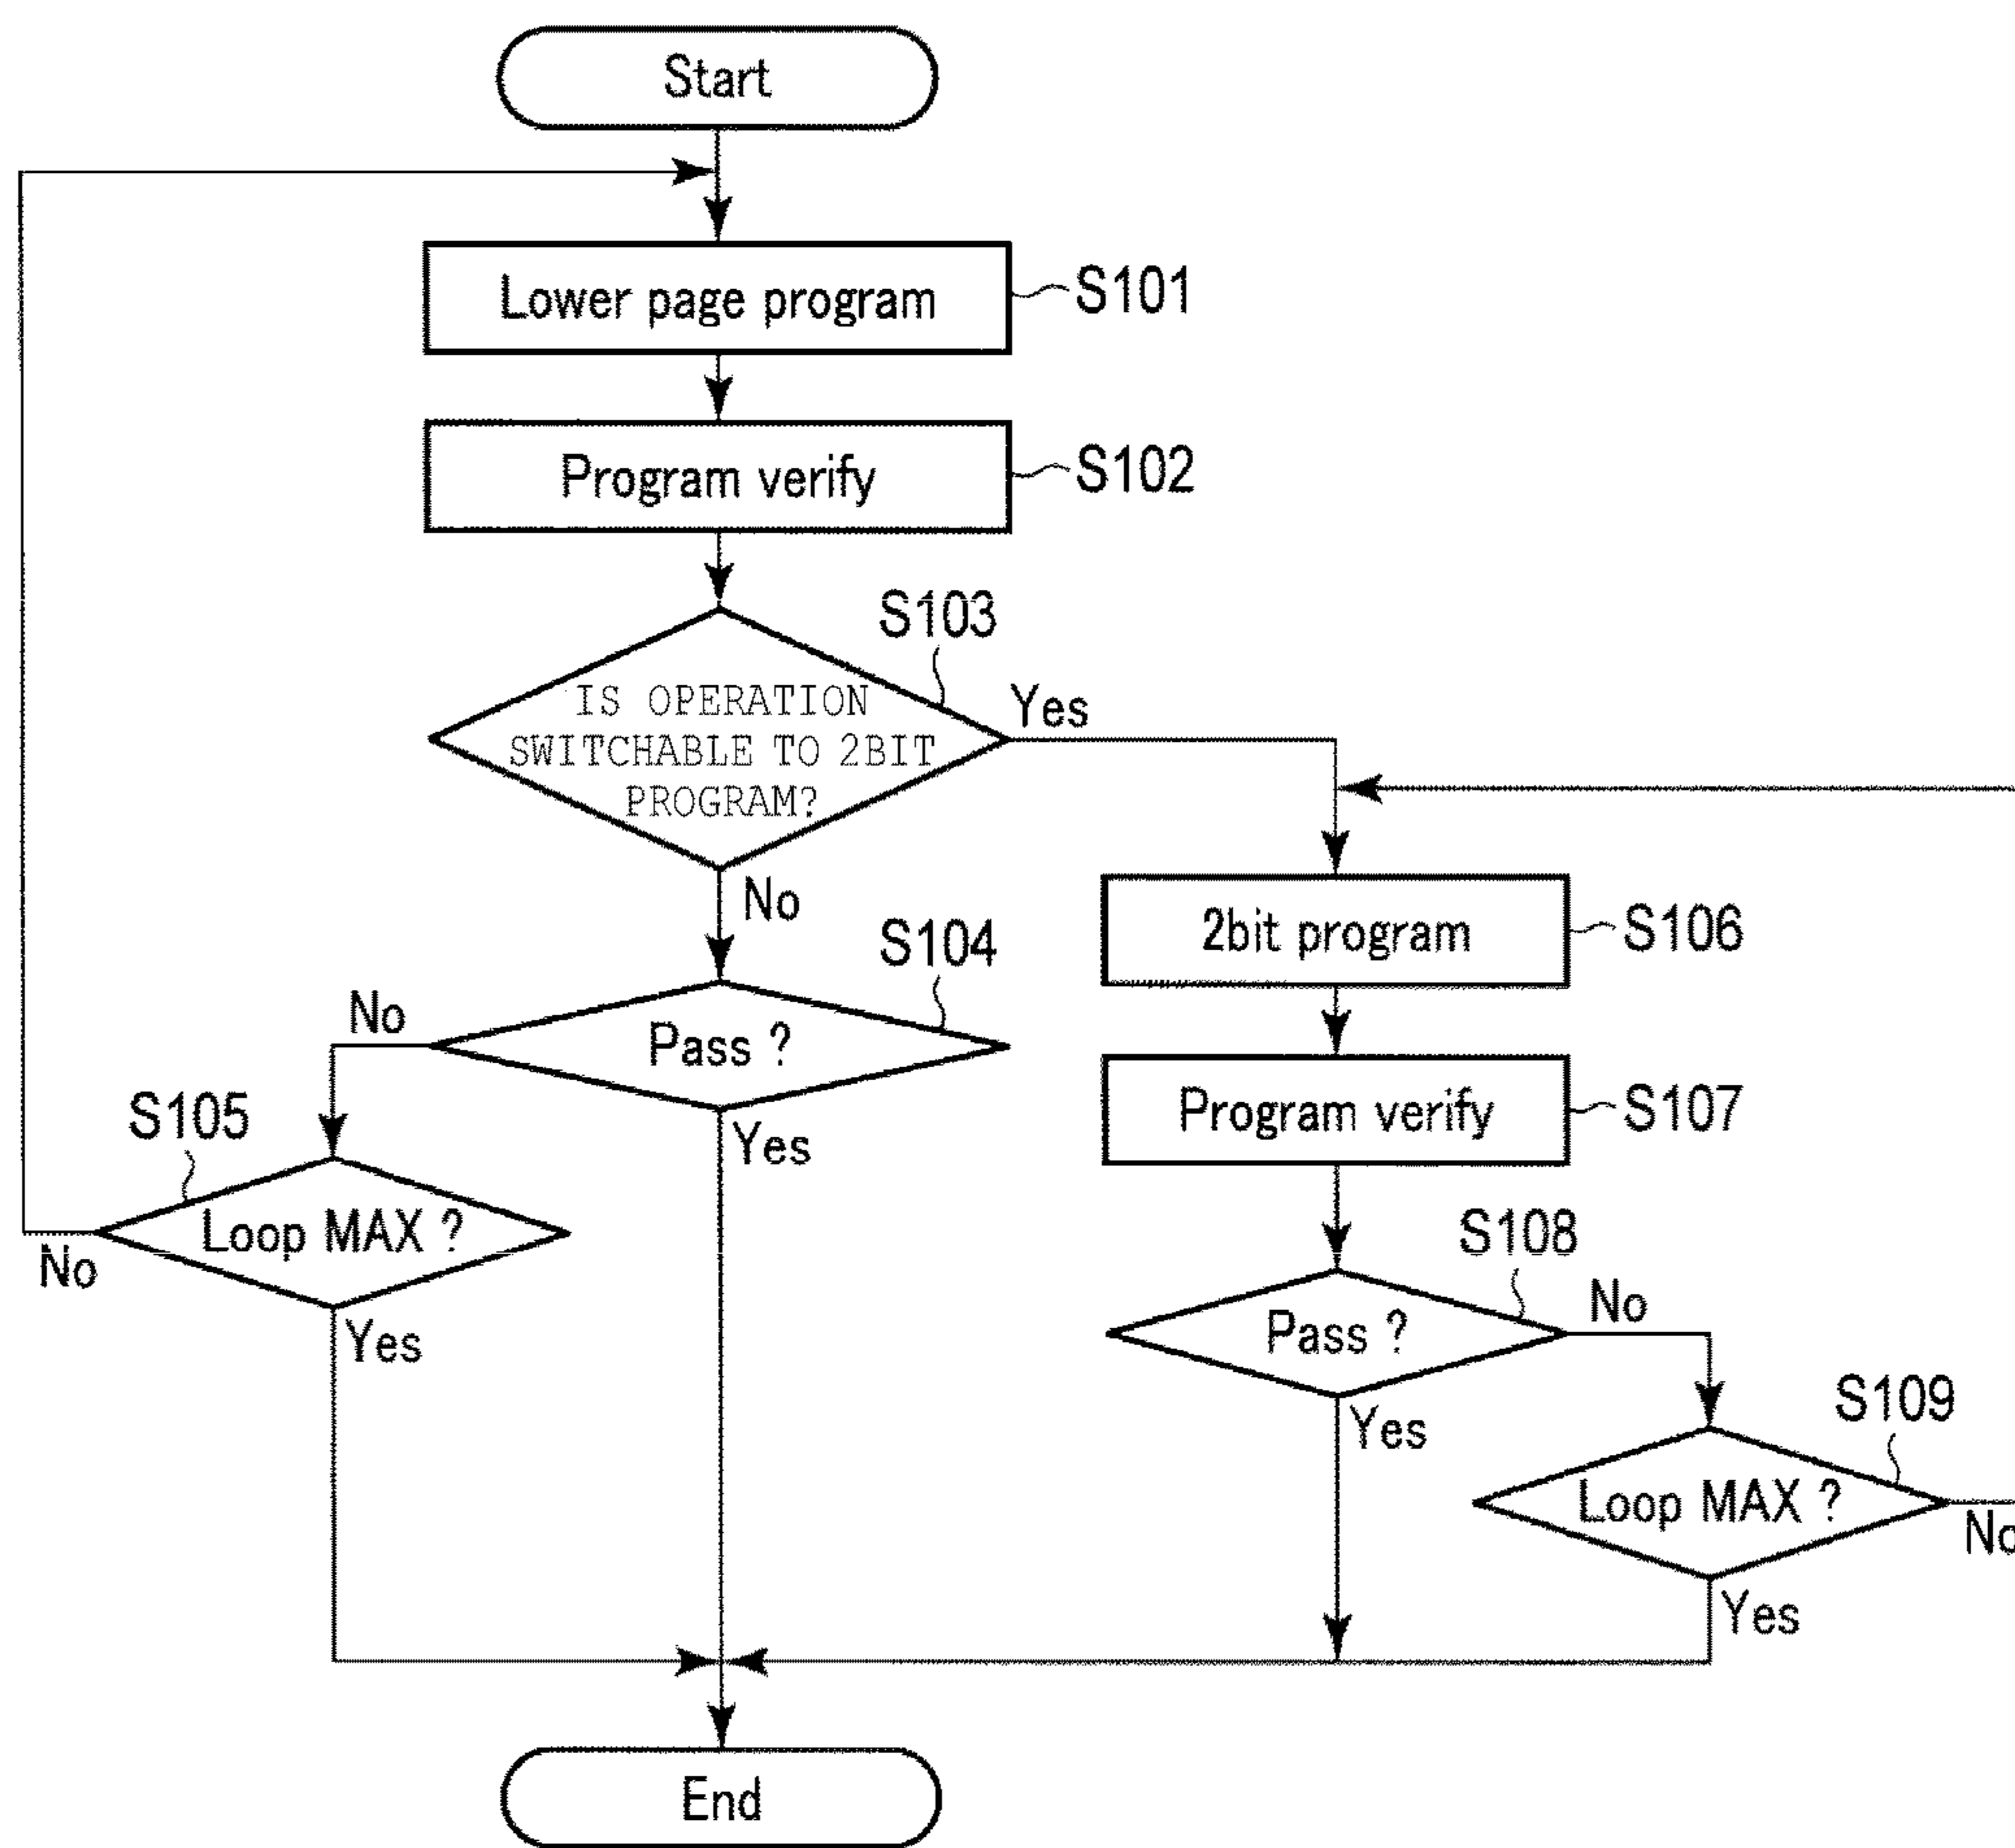 Start
Lower page program
S101
Program verify
S102
S103
IS OPERATION
SWITCHABLE TO 2BIT
PROGRAM?
Yes
No
S104
Pass ?
No
Yes
S105
Loop MAX ?
No
Yes
2bit program
S106
Program verify
S107
S108
Pass ?
No
Yes
S109
Loop MAX ?
No
Yes
End